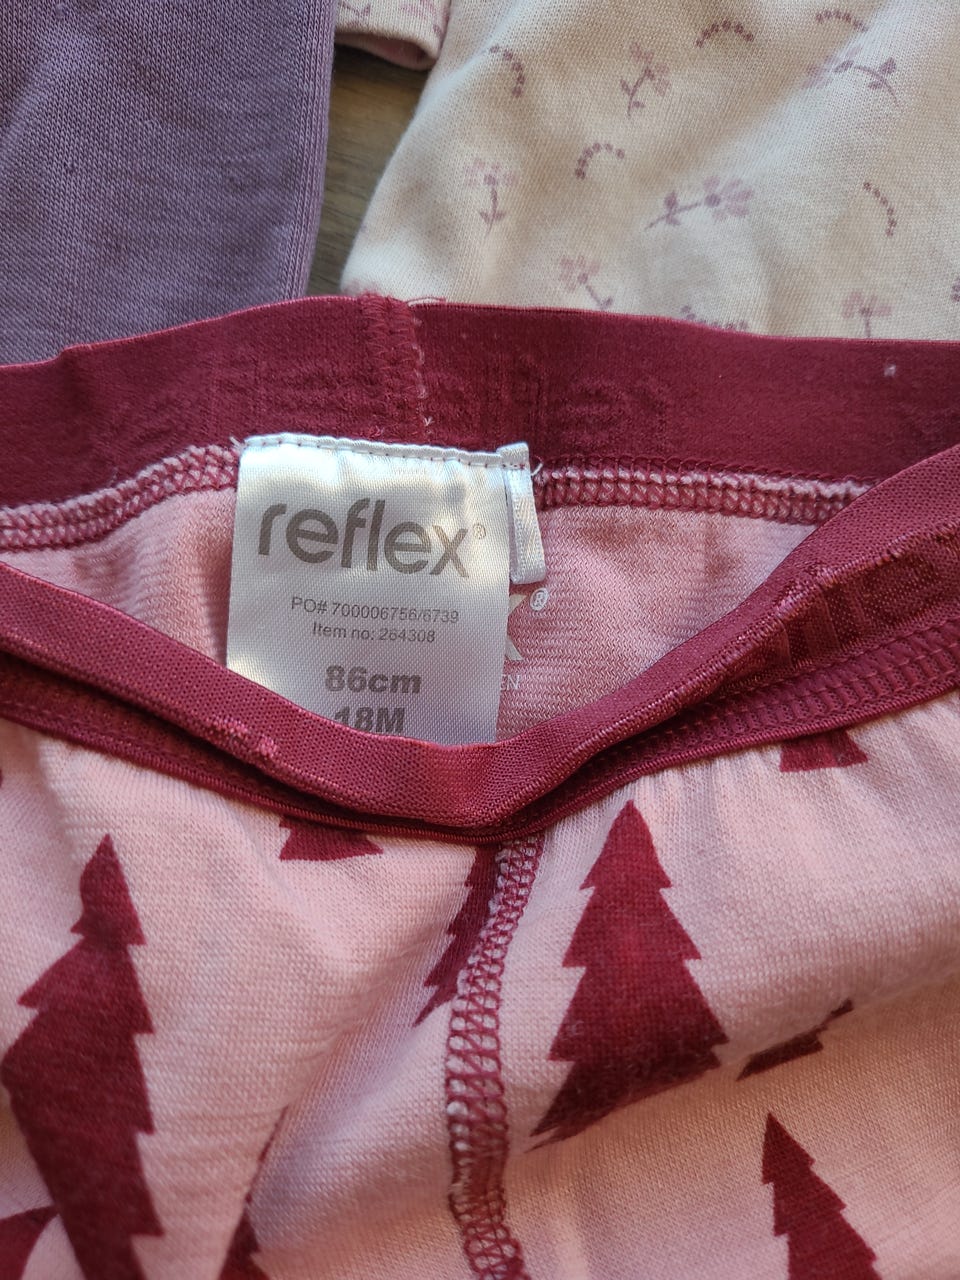 reflex®
PO# 700006756/6739
Item no: 264308
86cm
18M
®